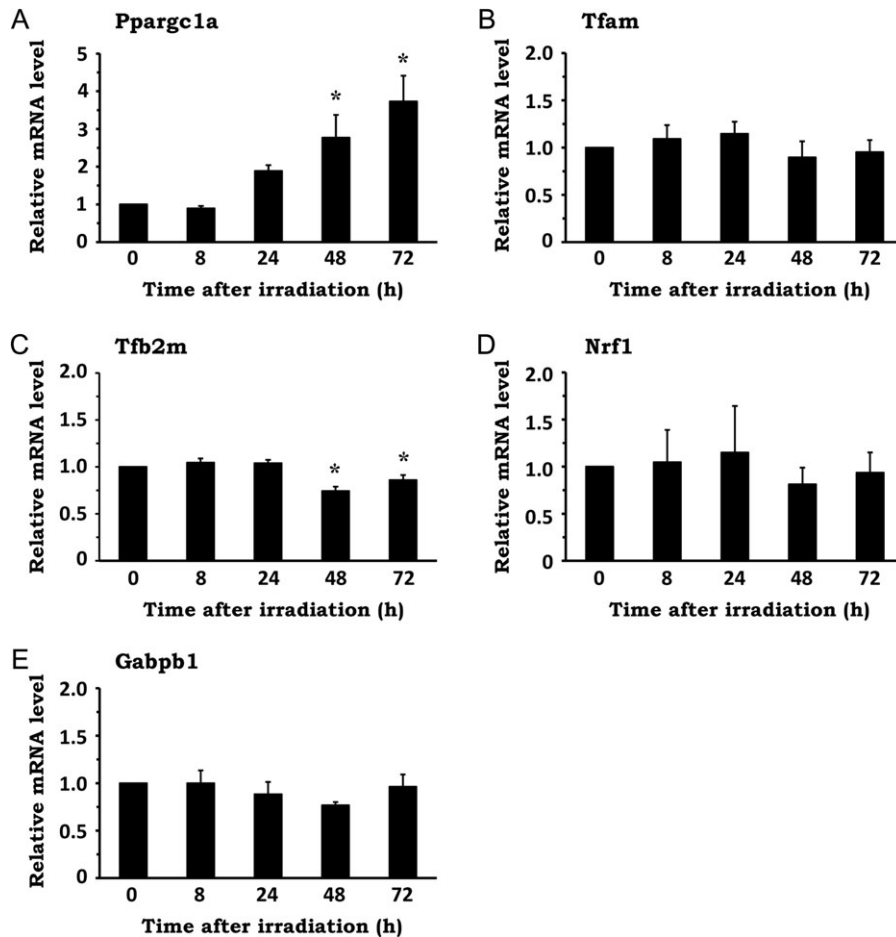 A Ppargc1a
Relative mRNA level
5
4
3
2
1
0
* *
0 8 24 48 72
Time after irradiation (h)
B Tfam
Relative mRNA level
2.0
1.5
1.0
0.5
0
0 8 24 48 72
Time after irradiation (h)
C Tfb2m
Relative mRNA level
2.0
1.5
1.0
0.5
0
* *
0 8 24 48 72
Time after irradiation (h)
D Nrf1
Relative mRNA level
2.0
1.5
1.0
0.5
0
0 8 24 48 72
Time after irradiation (h)
E Gabpb1
Relative mRNA level
2.0
1.5
1.0
0.5
0
0 8 24 48 72
Time after irradiation (h)